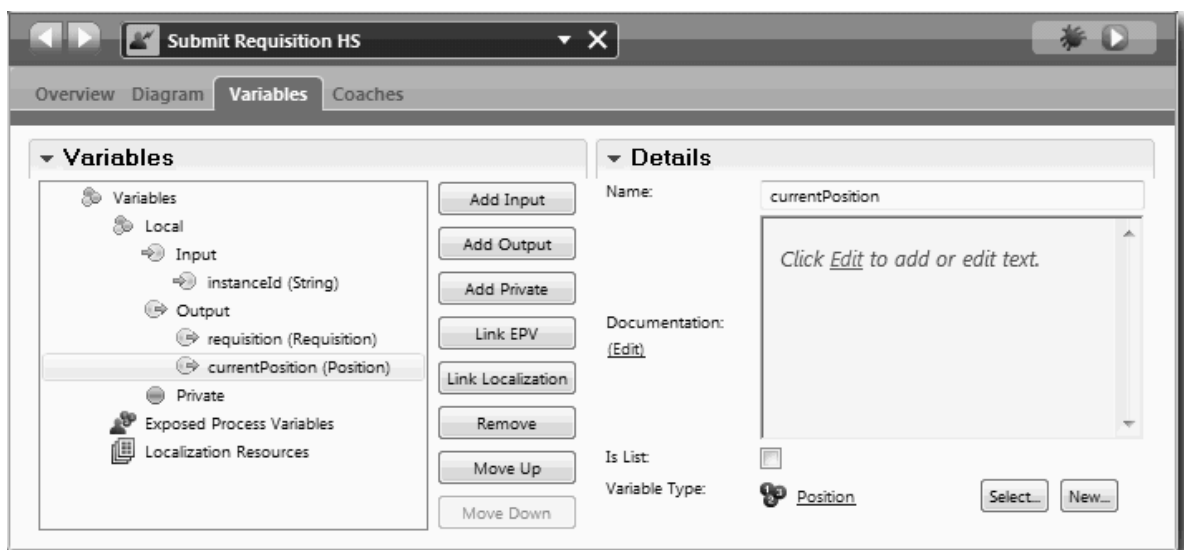 Submit Requisition HS
Overview Diagram Variables Coaches
Variables
Variables
Local
Input
instanceId (String)
Output
requisition (Requisition)
currentPosition (Position)
Private
Exposed Process Variables
Localization Resources
Add Input
Add Output
Add Private
Link EPV
Link Localization
Remove
Move Up
Move Down
Details
Name: currentPosition
Click Edit to add or edit text.
Documentation:
(Edit)
Is List:
Variable Type: Position Select... New...